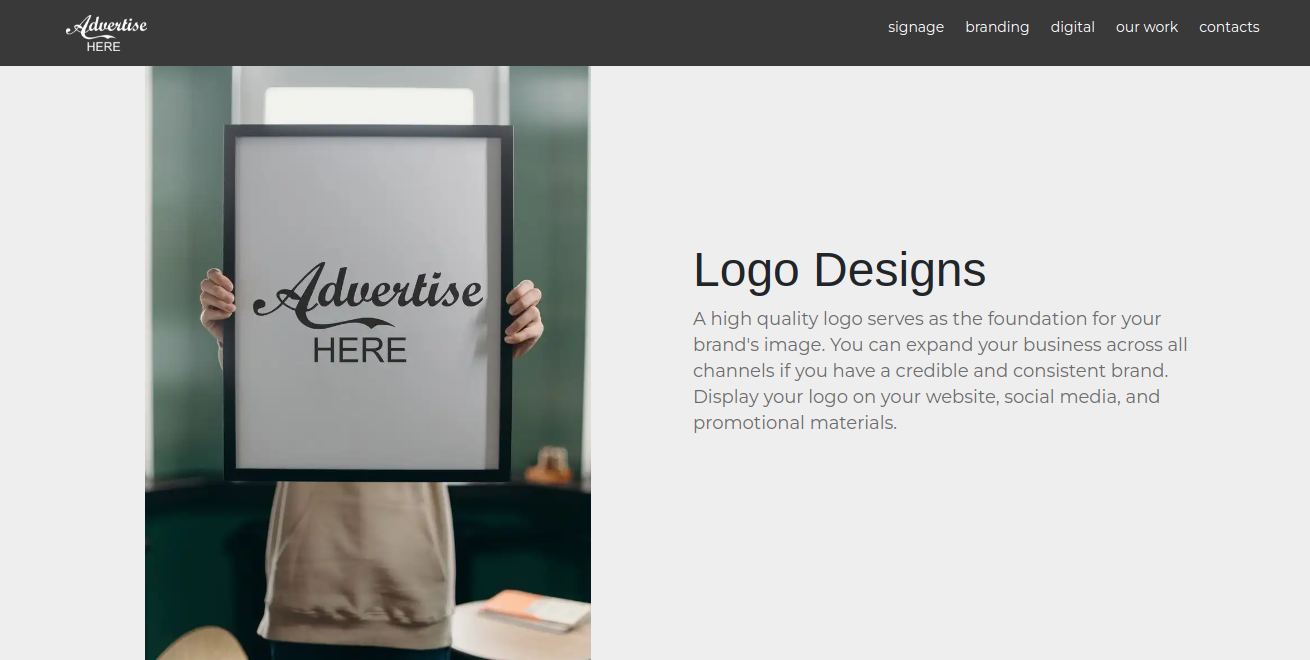 Advertise
HERE
signage branding digital our work contacts
Advertise
HERE
Logo Designs
A high quality logo serves as the foundation for your
brand's image. You can expand your business across all
channels if you have a credible and consistent brand.
Display your logo on your website, social media, and
promotional materials.